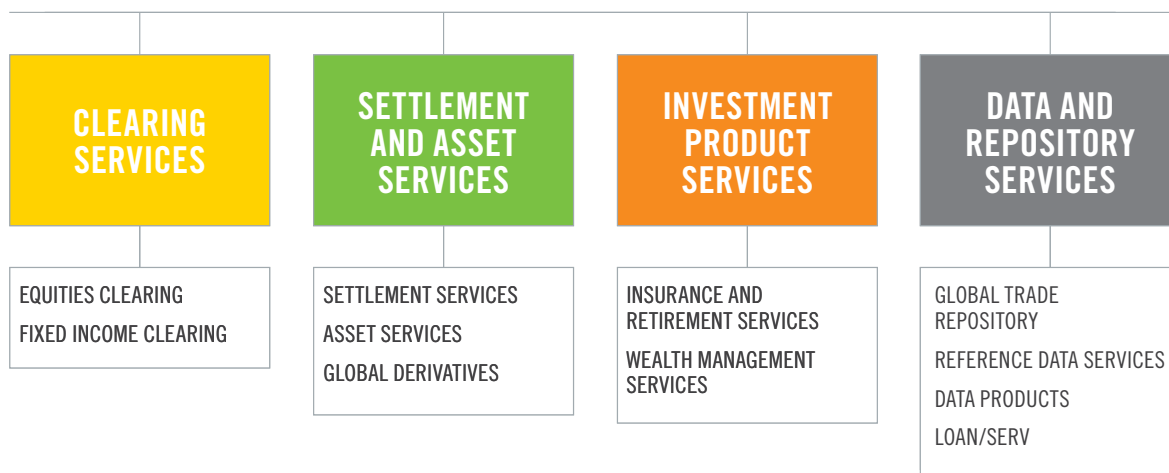 CLEARING
SERVICES
EQUITIES CLEARING
FIXED INCOME CLEARING
SETTLEMENT
AND ASSET
SERVICES
SETTLEMENT SERVICES
ASSET SERVICES
GLOBAL DERIVATIVES
INVESTMENT
PRODUCT
SERVICES
INSURANCE AND
RETIREMENT SERVICES
WEALTH MANAGEMENT
SERVICES
DATA AND
REPOSITORY
SERVICES
GLOBAL TRADE
REPOSITORY
REFERENCE DATA SERVICES
DATA PRODUCTS
LOAN/SERV